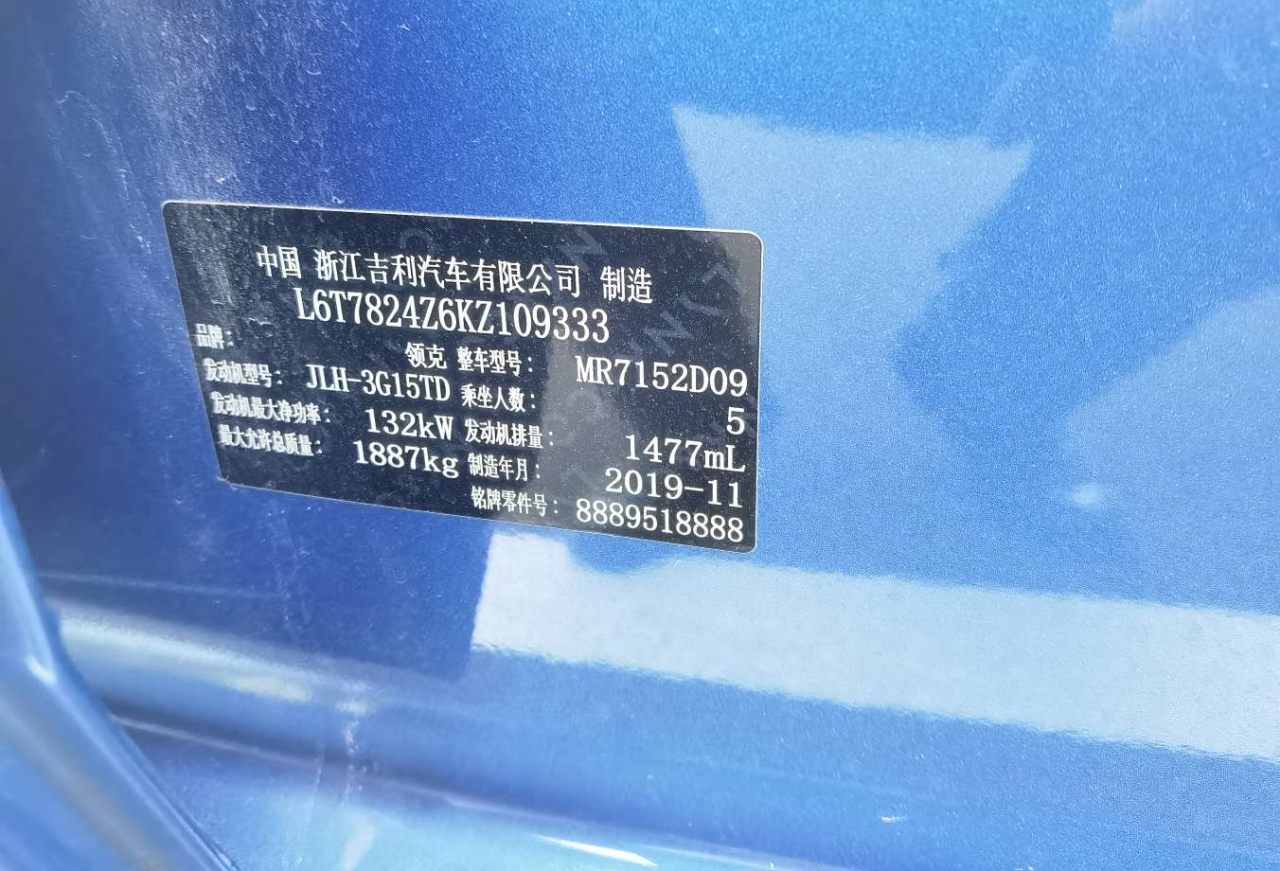 中国 浙江吉利汽车有限公司 制造
L6T7824Z6KZ109333
品牌： 领克 整车型号： MR7152D09
发动机型号： JLH-3G15TD 乘坐人数： 5
发动机最大净功率： 132kW 发动机排量： 1477mL
最大允许总质量： 1887kg 制造年月： 2019-11
铭牌零件号： 8889518888